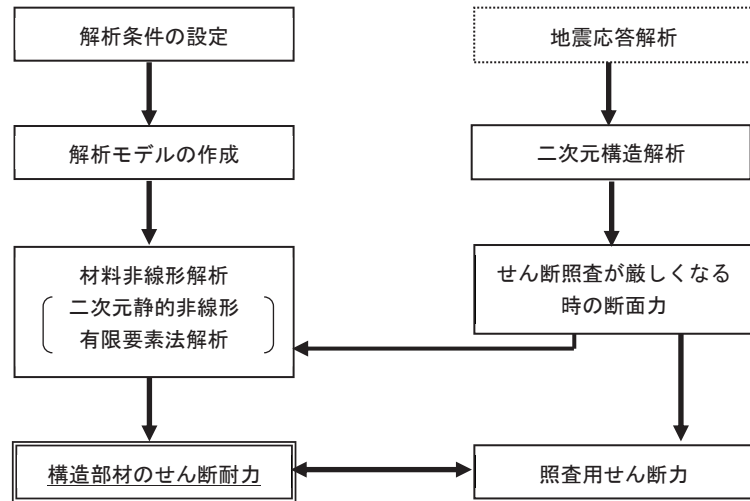 解析条件の設定
地震応答解析
解析モデルの作成
二次元構造解析
材料非線形解析
二次元静的非線形
有限要素法解析
せん断照査が厳しくなる
時の断面力
構造部材のせん断耐力
照査用せん断力